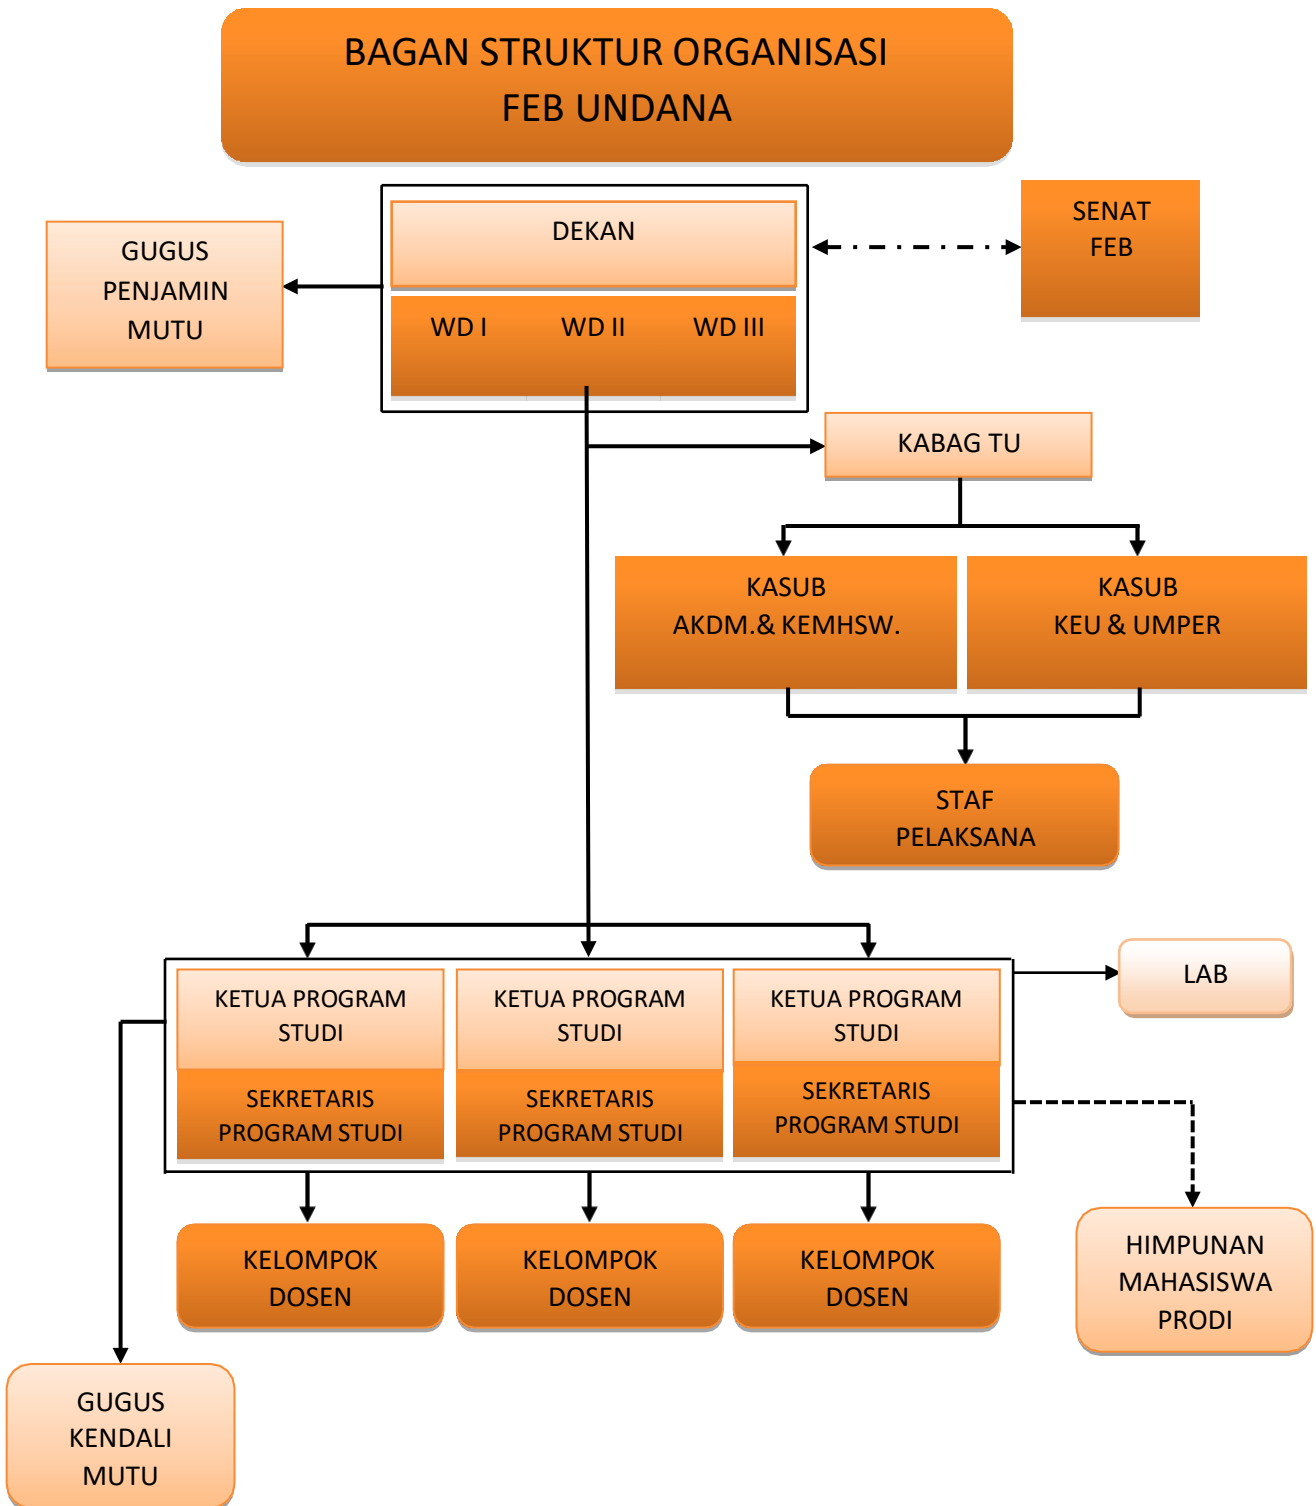 BAGAN STRUKTUR ORGANISASI
FEB UNDANA
DEKAN
SENAT
FEB
GUGUS
PENJAMIN
MUTU
WD I
WD II
WD III
KABAG TU
KASUB
AKDM.& KEMHSW.
KASUB
KEU & UMPER
STAF
PELAKSANA
KETUA PROGRAM
STUDI
SEKRETARIS
PROGRAM STUDI
KETUA PROGRAM
STUDI
SEKRETARIS
PROGRAM STUDI
KETUA PROGRAM
STUDI
SEKRETARIS
PROGRAM STUDI
LAB
KELOMPOK
DOSEN
KELOMPOK
DOSEN
KELOMPOK
DOSEN
HIMPUNAN
MAHASISWA
PRODI
GUGUS
KENDALI
MUTU